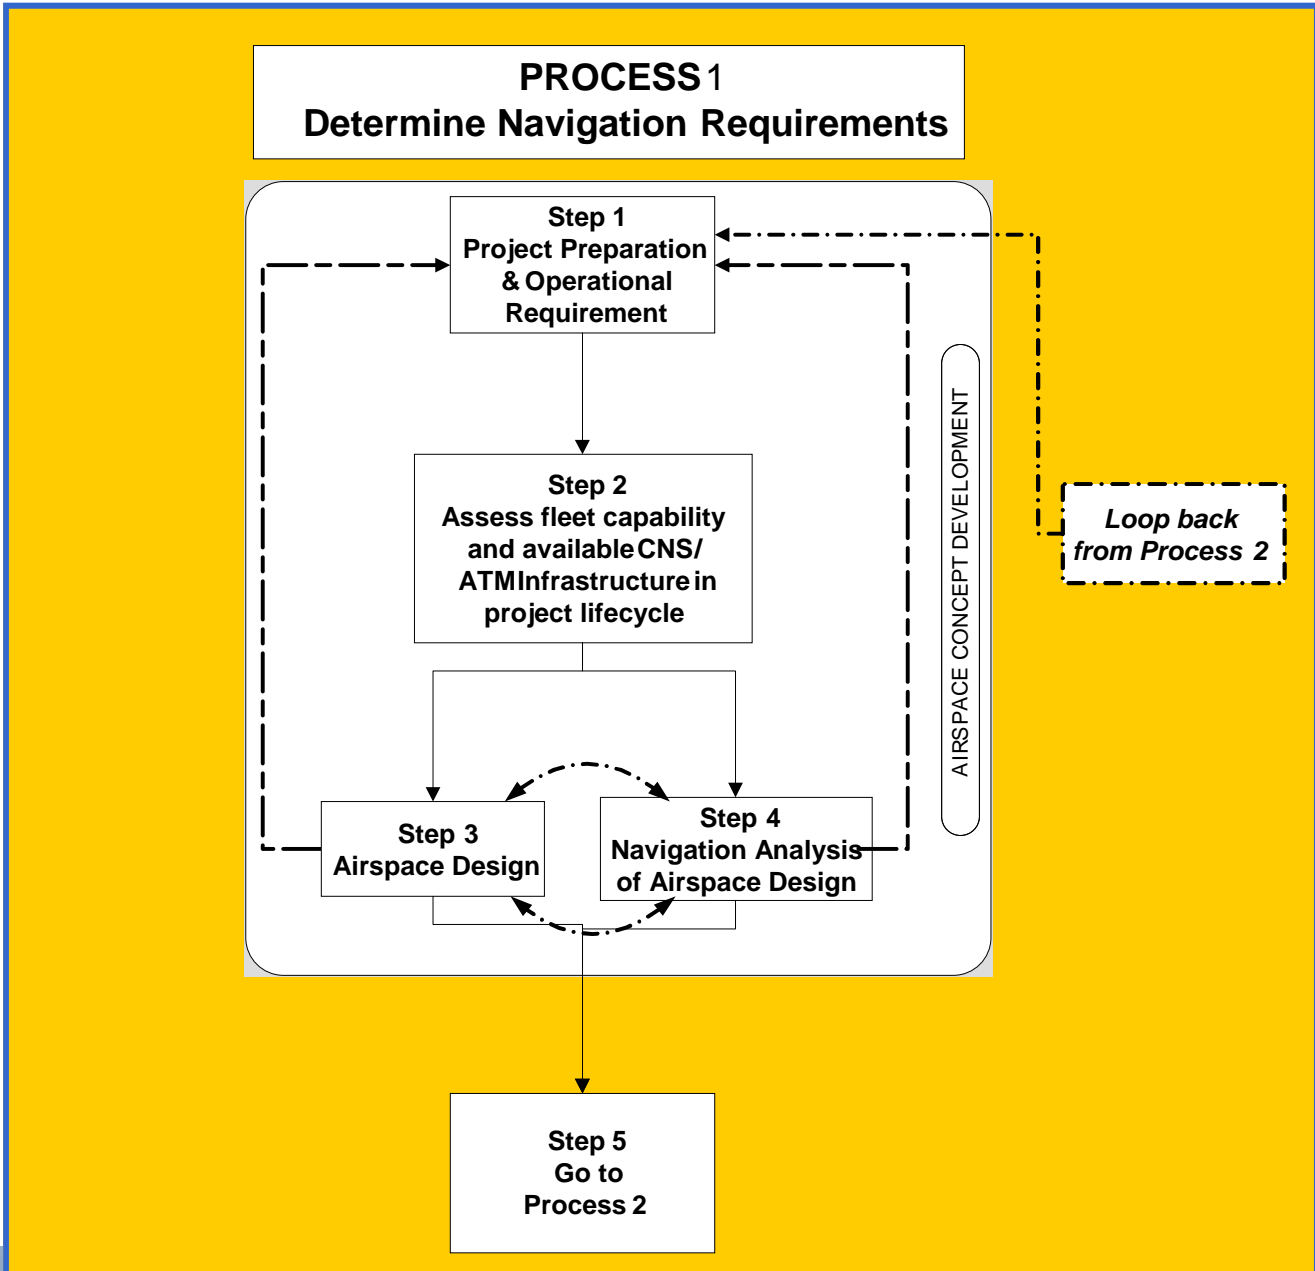 PROCESS 1
Determine Navigation Requirements
Step 1
Project Preparation
& Operational
Requirement
Step 2
Assess fleet capability
and available CNS/
ATM Infrastructure in
project lifecycle
AIRSPACE CONCEPT DEVELOPMENT
Loop back
from Process 2
Step 3
Airspace Design
Step 4
Navigation Analysis
of Airspace Design
Step 5
Go to
Process 2